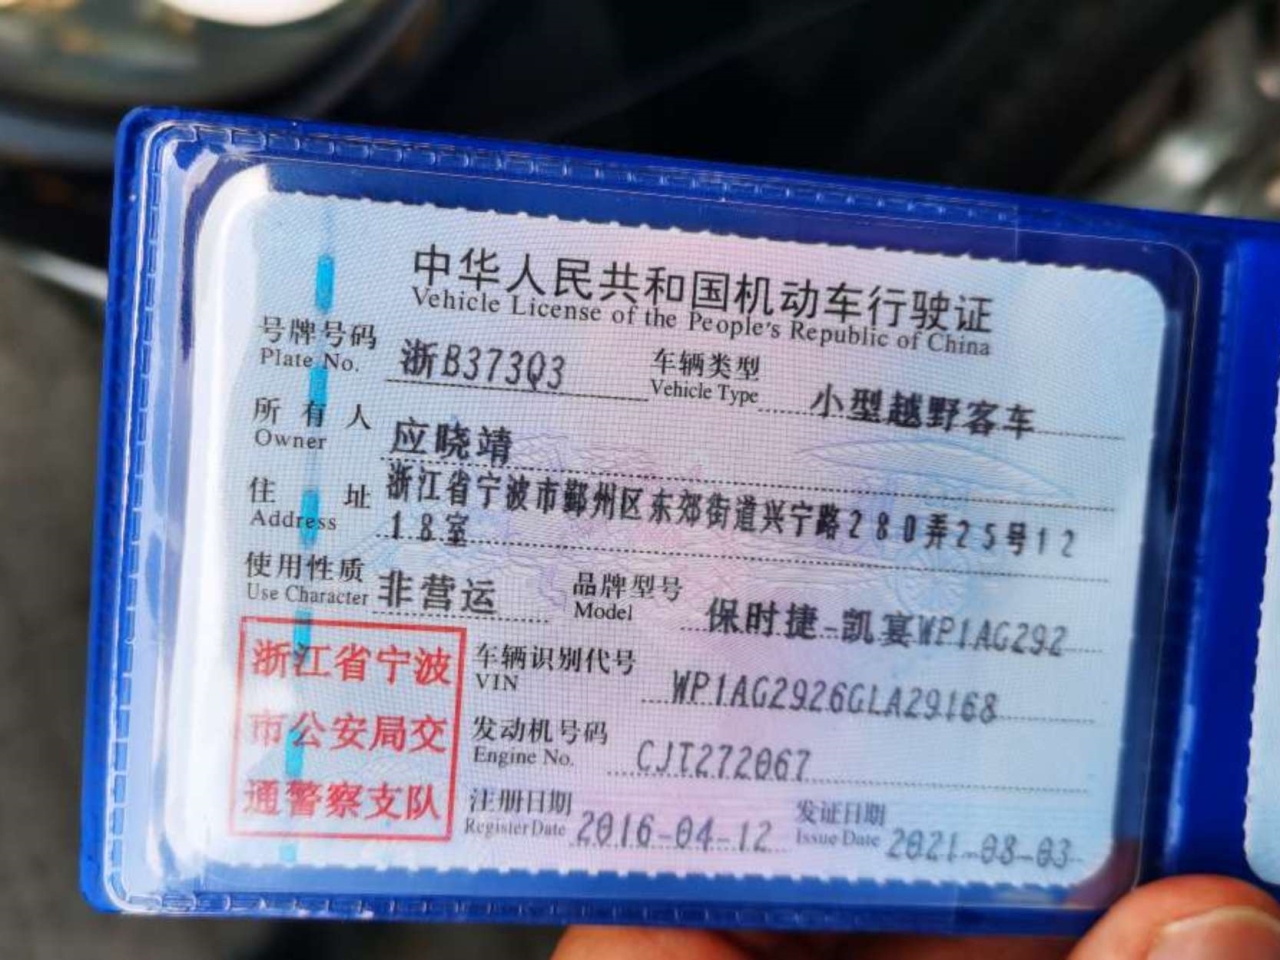 中华人民共和国机动车行驶证
Vehicle License of the People's Republic of China
号牌号码 浙B373Q3 车辆类型 小型越野客车
Plate No. Vehicle Type
所有人 应晓靖
Owner
住址 浙江省宁波市鄞州区东郊街道兴宁路280弄25号12
Address 18室
使用性质 非营运 品牌型号 保时捷-凯宴WP1AG292
Use Character Model
浙江省宁波
市公安局交
通警察支队
车辆识别代号 WP1AG2926GLA29168
VIN
发动机号码 CJT272067
Engine No.
注册日期 2016-04-12 发证日期 2021-08-03
Register Date Issue Date